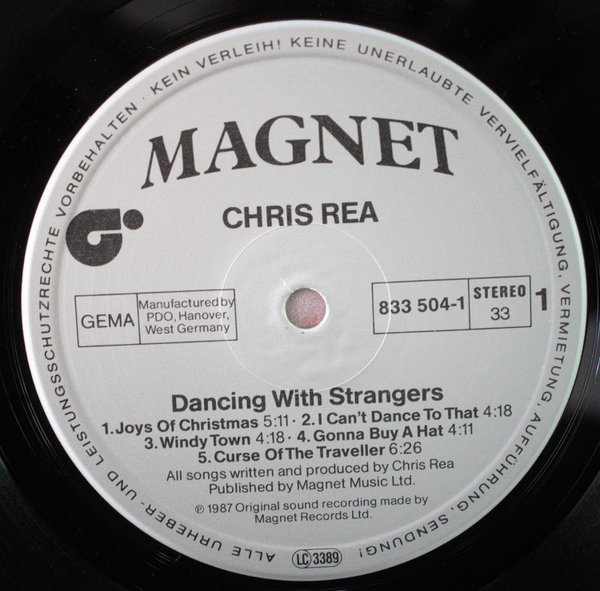 ALLE URHEBER- UND LEISTUNGSSCHUTZRECHTE VORBEHALTEN · KEIN VERLEIH! KEINE UNERLAUBTE VERVIELFÄLTIGUNG, VERMIETUNG, AUFFÜHRUNG, SENDUNG!
MAGNET
CHRIS REA
GEMA
Manufactured by
PDO, Hanover,
West Germany
833 504-1
STEREO
33
1
Dancing With Strangers
1. Joys Of Christmas 5:11 · 2. I Can't Dance To That 4:18
3. Windy Town 4:18 · 4. Gonna Buy A Hat 4:11
5. Curse Of The Traveller 6:26
All songs written and produced by Chris Rea
Published by Magnet Music Ltd.
℗ 1987 Original sound recording made by
Magnet Records Ltd.
LC 3389